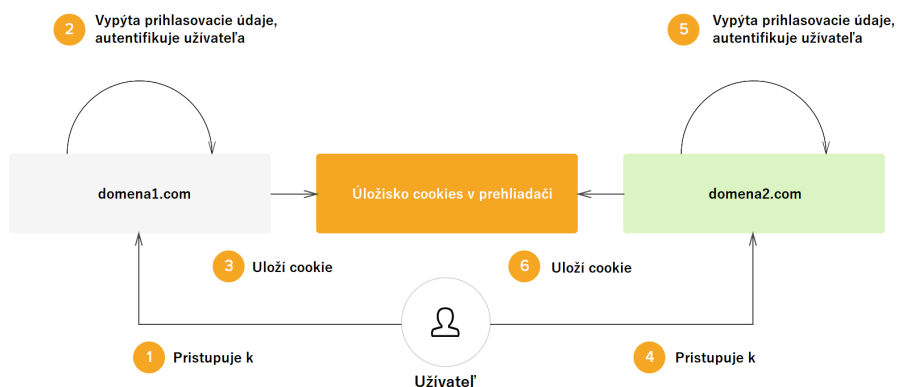 2 Vypýta prihlasovacie údaje,
autentifikuje užívateľa
5 Vypýta prihlasovacie údaje,
autentifikuje užívateľa
domena1.com
Úložisko cookies v prehliadači
domena2.com
3 Uloží cookie
6 Uloží cookie
1 Pristupuje k
4 Pristupuje k
Užívateľ